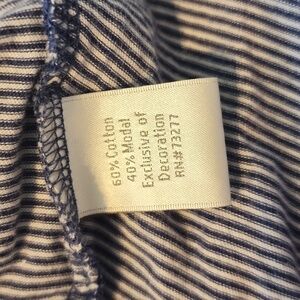 60% Cotton
40% Modal
Exclusive of
Decoration
RN#73277